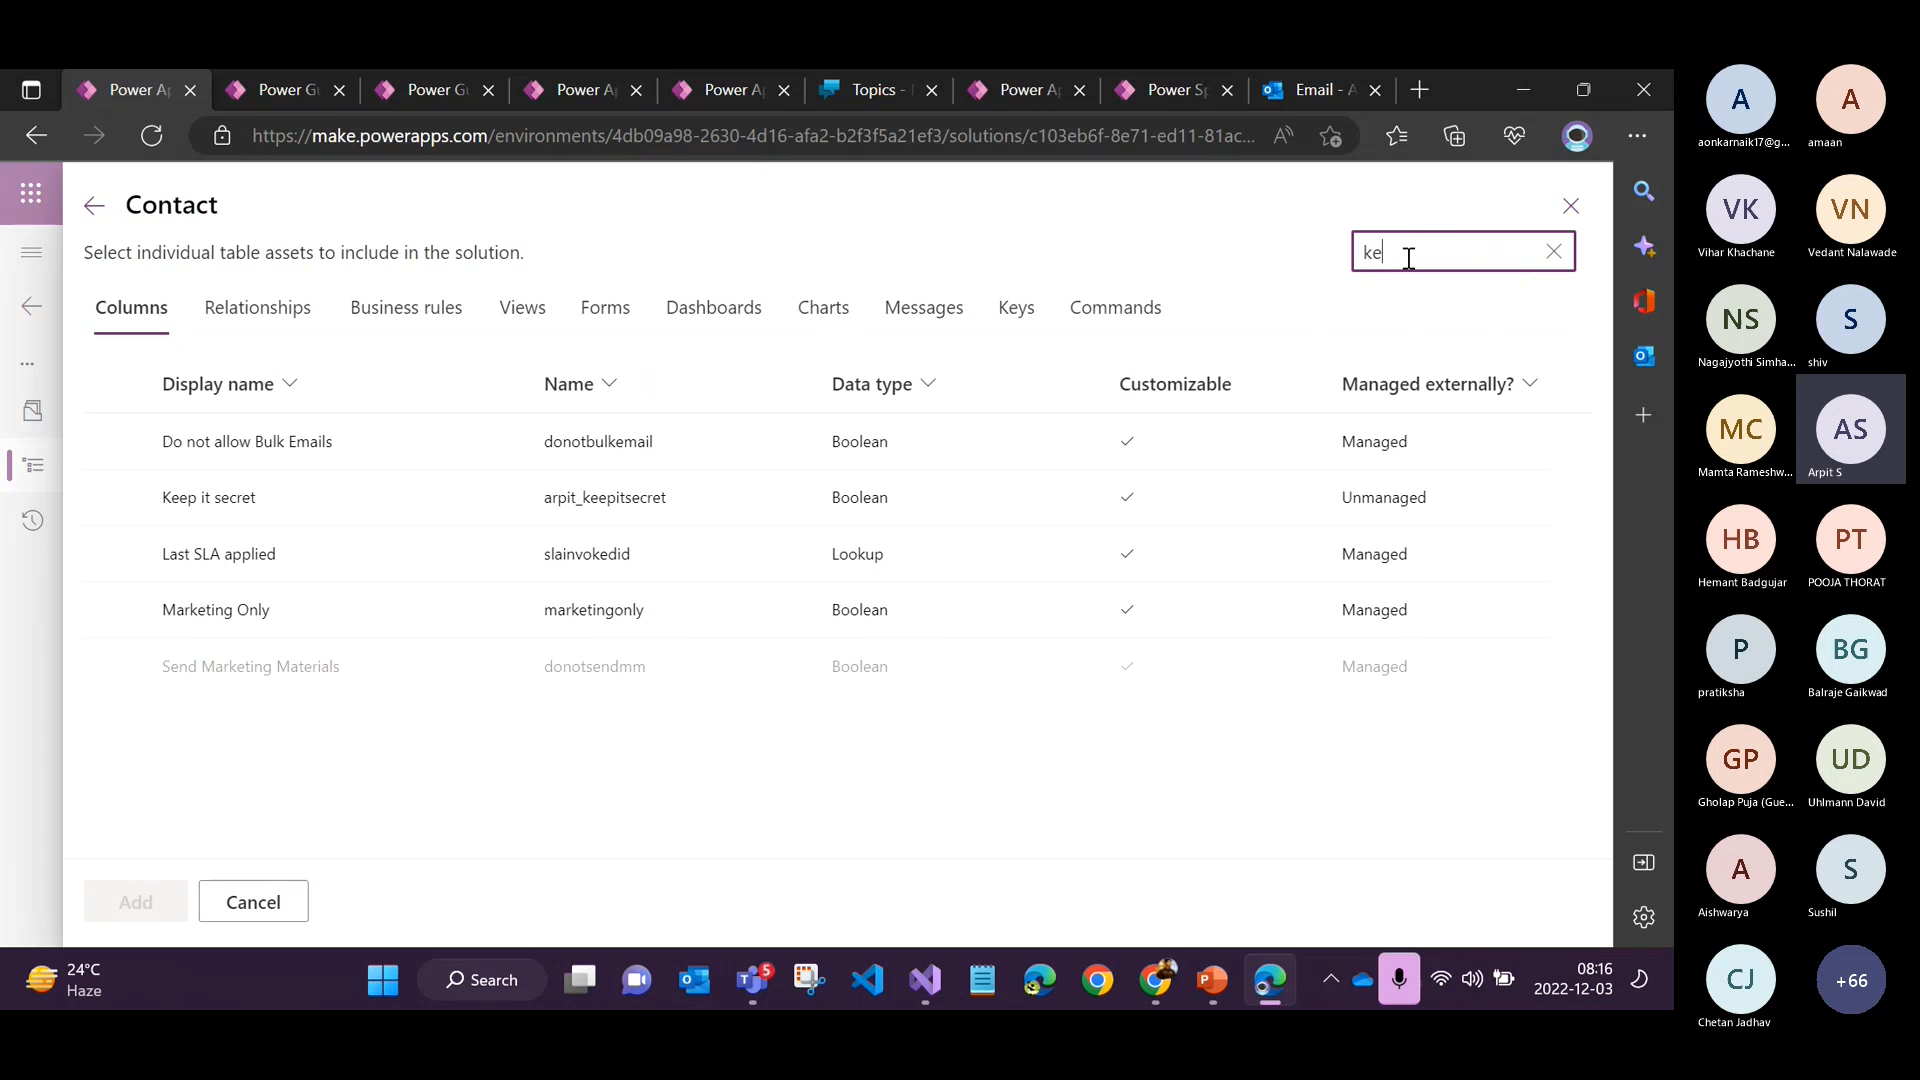 Power Ap
Power Gu
Power Gu
Power Ap
Power Ap
Topics -
Power Ap
Power Sp
Email - A
https://make.powerapps.com/environments/4db09a98-2630-4d16-afa2-b2f3f5a21ef3/solutions/c103eb6f-8e71-ed11-81ac...
Contact
Select individual table assets to include in the solution.
ke
Columns Relationships Business rules Views Forms Dashboards Charts Messages Keys Commands
Display name Name Data type Customizable Managed externally?
Do not allow Bulk Emails donotbulkemail Boolean Managed
Keep it secret arpit_keepitsecret Boolean Unmanaged
Last SLA applied slainvokedid Lookup Managed
Marketing Only marketingonly Boolean Managed
Send Marketing Materials donotsendmm Boolean Managed
Add Cancel
24°C
Haze
Search
5
08:16
2022-12-03
A
aonkarnaik17@g...
A
amaan
VK
Vihar Khachane
VN
Vedant Nalawade
NS
Nagajyothi Simha...
S
shiv
MC
Mamta Rameshw...
AS
Arpit S
HB
Hemant Badgujar
PT
POOJA THORAT
P
pratiksha
BG
Balraje Gaikwad
GP
Gholap Puja (Gue...
UD
Uhlmann David
A
Aishwarya
S
Sushil
CJ
Chetan Jadhav
+66